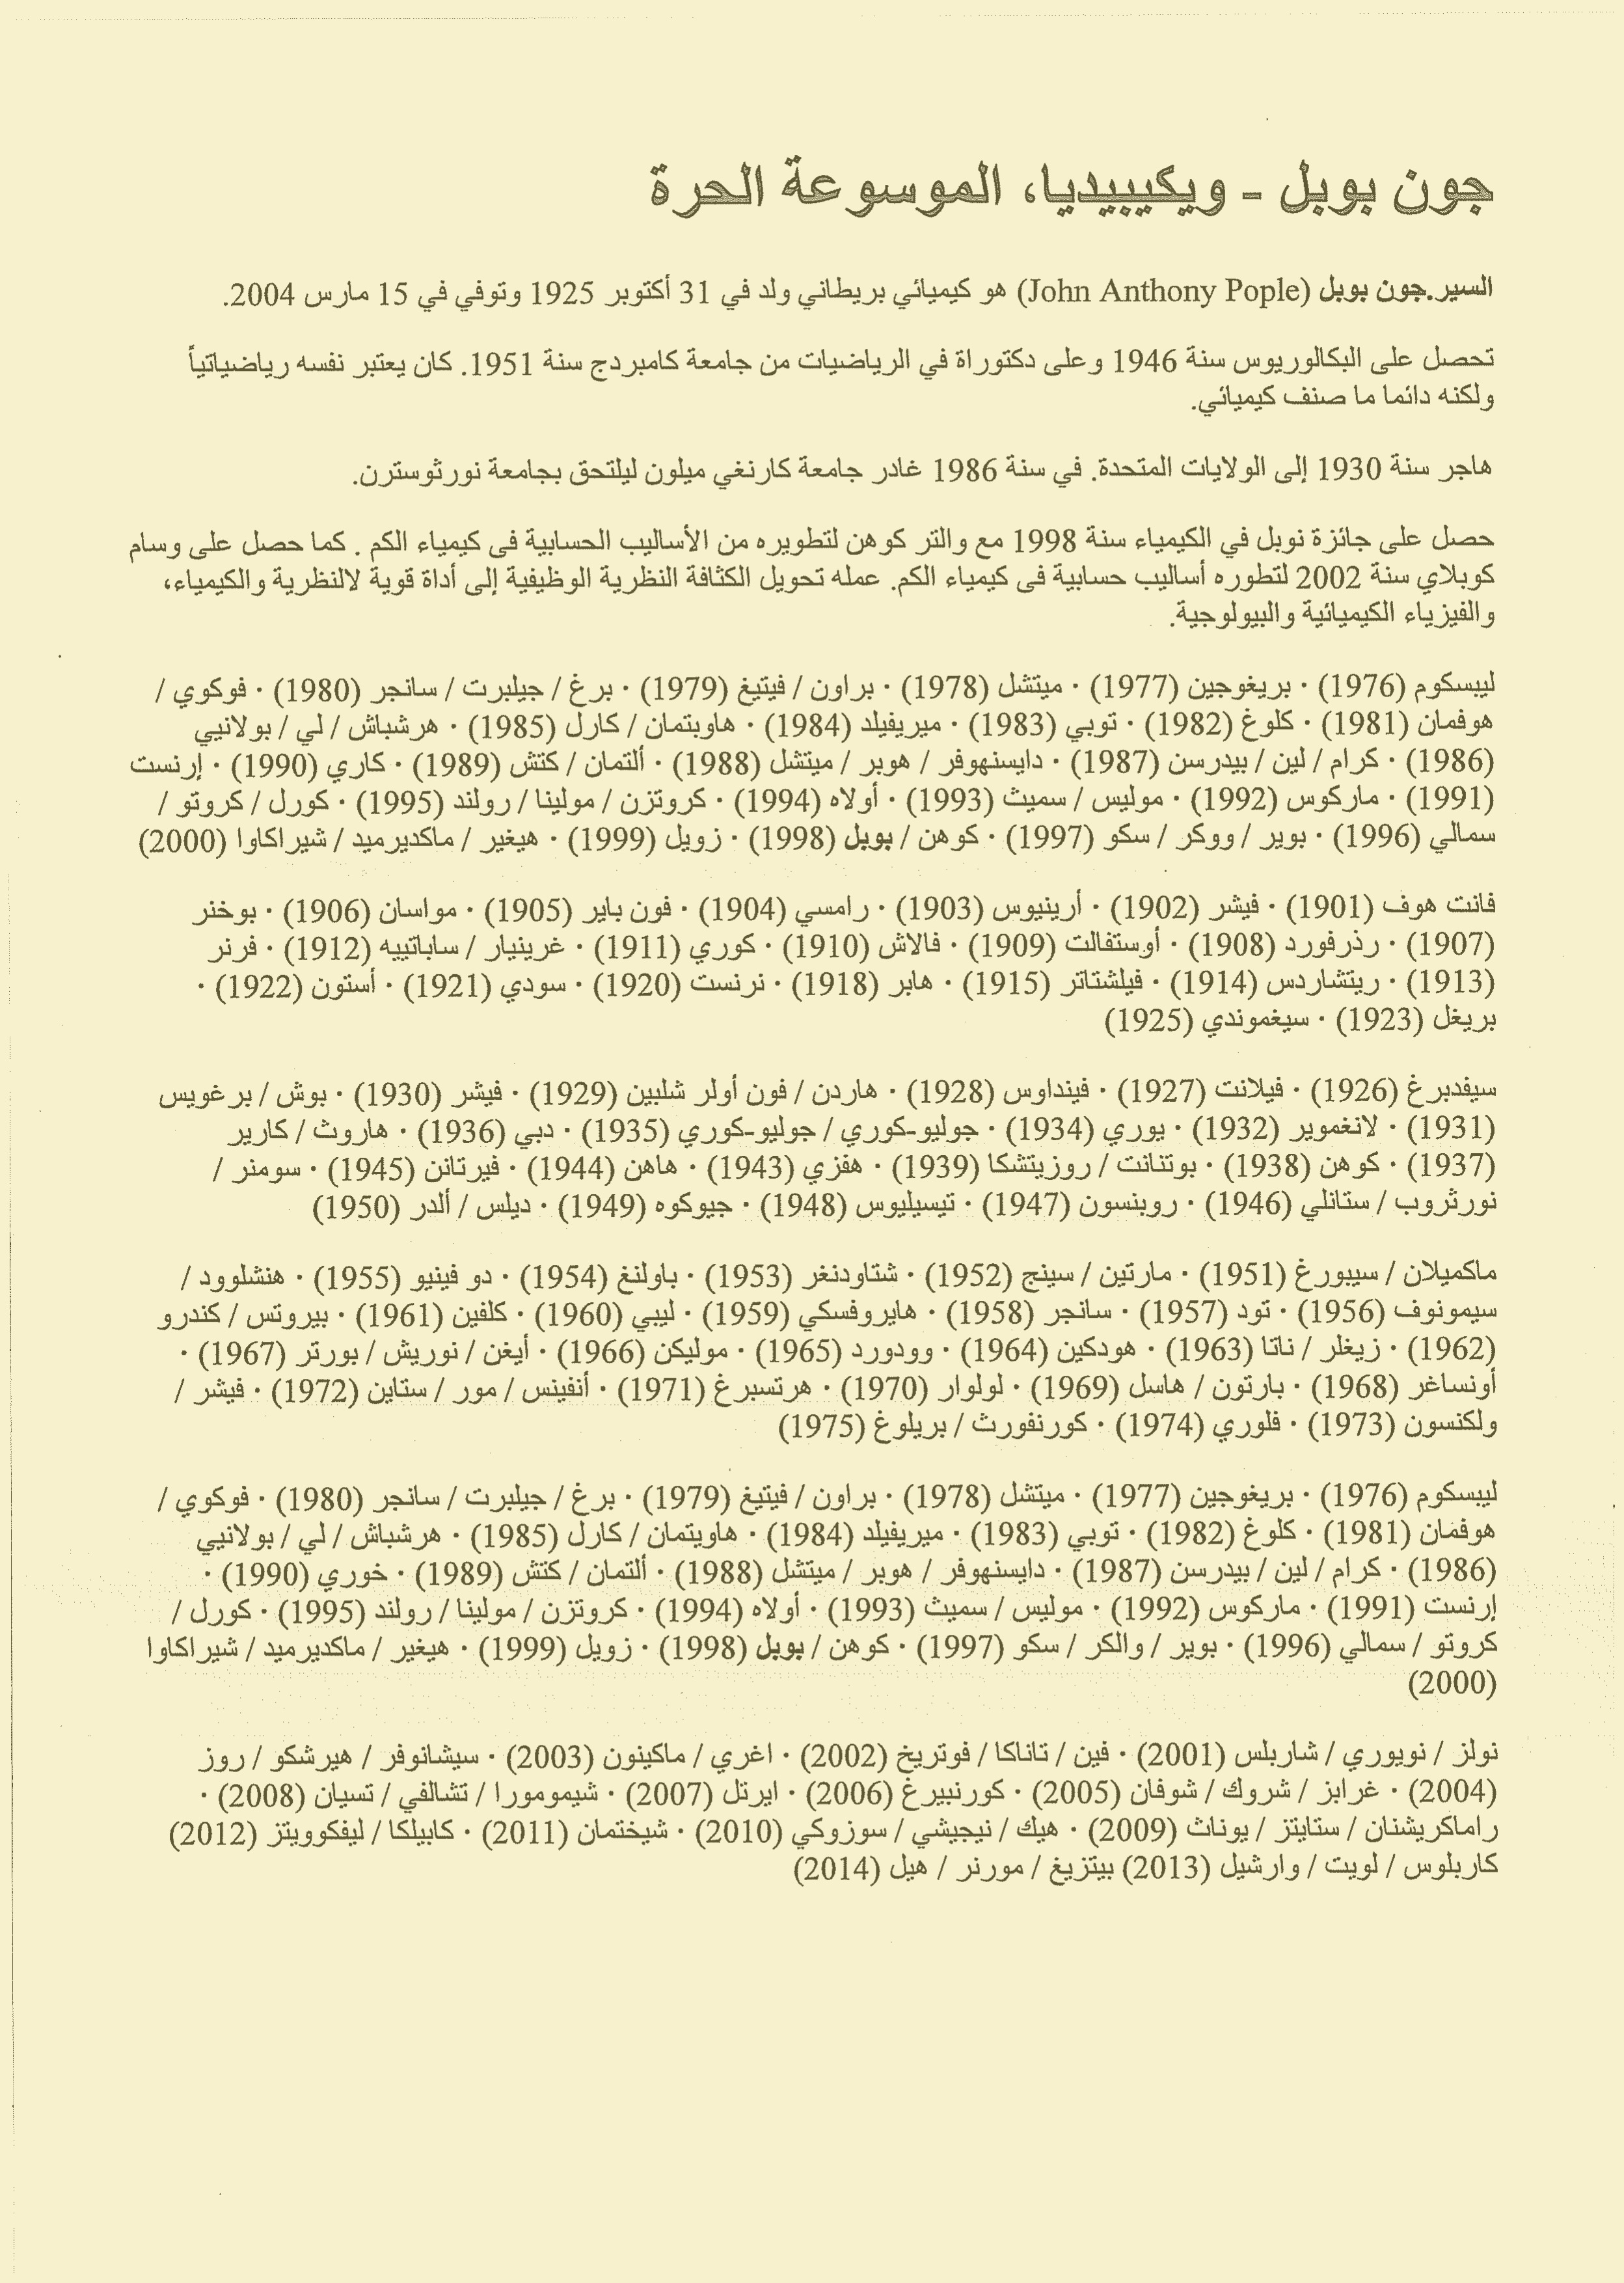 جون بوبل - ويكيبيديا، الموسوعة الحرة
السير.جون بوبل (John Anthony Pople) هو كيميائي بريطاني ولد في 31 أكتوبر 1925 وتوفي في 15 مارس 2004.
تحصل على البكالوريوس سنة 1946 وعلى دكتوراة في الرياضيات من جامعة كامبردج سنة 1951. كان يعتبر نفسه رياضياتياً
ولكنه دائما ما صنف كيميائي.
هاجر سنة 1930 إلى الولايات المتحدة. في سنة 1986 غادر جامعة كارنغي ميلون ليلتحق بجامعة نورثوسترن.
حصل على جائزة نوبل في الكيمياء سنة 1998 مع والتر كوهن لتطويره من الأساليب الحسابية فى كيمياء الكم . كما حصل على وسام
كوبلاي سنة 2002 لتطوره أساليب حسابية فى كيمياء الكم. عمله تحويل الكثافة النظرية الوظيفية إلى أداة قوية لالنظرية والكيمياء،
والفيزياء الكيميائية والبيولوجية.
ليبسكوم (1976) · بريغوجين (1977) · ميتشل (1978) · براون / فيتيغ (1979) · برغ / جيلبرت / سانجر (1980) · فوكوي /
هوفمان (1981) · كلوغ (1982) · توبي (1983) · ميريفيلد (1984) · هاوبتمان / كارل (1985) · هرشباش / لي / بولانيي
(1986) · كرام / لين / بيدرسن (1987) · دايسنهوفر / هوبر / ميتشل (1988) · ألتمان / كتش (1989) · كاري (1990) · إرنست
(1991) · ماركوس (1992) · موليس / سميث (1993) · أولاه (1994) · كروتزن / مولينا / رولند (1995) · كورل / كروتو /
سمالي (1996) · بوير / ووكر / سكو (1997) · كوهن / بوبل (1998) · زويل (1999) · هيغير / ماكديرميد / شيراكاوا (2000)
فانت هوف (1901) · فيشر (1902) · أرينيوس (1903) · رامسي (1904) · فون باير (1905) · مواسان (1906) · بوخنر
(1907) · رذرفورد (1908) · أوستفالت (1909) · فالاش (1910) · كوري (1911) · غرينيار / ساباتييه (1912) · فرنر
(1913) · ريتشاردس (1914) · فيلشتاتر (1915) · هابر (1918) · نرنست (1920) · سودي (1921) · أستون (1922) ·
بريغل (1923) · سيغموندي (1925)
سيفدبرغ (1926) · فيلانت (1927) · فينداوس (1928) · هاردن / فون أولر شلبين (1929) · فيشر (1930) · بوش / برغويس
(1931) · لانغموير (1932) · يوري (1934) · جوليو-كوري / جوليو-كوري (1935) · دبي (1936) · هاروث / كارير
(1937) · كوهن (1938) · بوتنانت / روزيتشكا (1939) · هفزي (1943) · هاهن (1944) · فيرتانن (1945) · سومنر /
نورثروب / ستانلي (1946) · روبنسون (1947) · تيسيليوس (1948) · جيوكوه (1949) · ديلس / ألدر (1950)
ماكميلان / سيبورغ (1951) · مارتين / سينج (1952) · شتاودنغر (1953) · باولنغ (1954) · دو فينيو (1955) · هنشلوود /
سيمونوف (1956) · تود (1957) · سانجر (1958) · هايروفسكي (1959) · ليبي (1960) · كلفين (1961) · بيروتس / كندرو
(1962) · زيغلر / ناتا (1963) · هودكين (1964) · وودورد (1965) · موليكن (1966) · أيغن / نوريش / بورتر (1967) ·
أونساغر (1968) · بارتون / هاسل (1969) · لولوار (1970) · هرتسبرغ (1971) · أنفينس / مور / ستاين (1972) · فيشر /
ولكنسون (1973) · فلوري (1974) · كورنفورث / بريلوغ (1975)
ليبسكوم (1976) · بريغوجين (1977) · ميتشل (1978) · براون / فيتيغ (1979) · برغ / جيلبرت / سانجر (1980) · فوكوي /
هوفمان (1981) · كلوغ (1982) · توبي (1983) · ميريفيلد (1984) · هاوبتمان / كارل (1985) · هرشباش / لي / بولانيي
(1986) · كرام / لين / بيدرسن (1987) · دايسنهوفر / هوبر / ميتشل (1988) · ألتمان / كتش (1989) · خوري (1990) ·
إرنست (1991) · ماركوس (1992) · موليس / سميث (1993) · أولاه (1994) · كروتزن / مولينا / رولند (1995) · كورل /
كروتو / سمالي (1996) · بوير / والكر / سكو (1997) · كوهن / بوبل (1998) · زويل (1999) · هيغير / ماكديرميد / شيراكاوا
(2000)
نولز / نويوري / شاربلس (2001) · فين / تاناكا / فوتريخ (2002) · اغري / ماكينون (2003) · سيشانوفر / هيرشكو / روز
(2004) · غرابز / شروك / شوفان (2005) · كورنبيرغ (2006) · ايرتل (2007) · شيمومورا / تشالفي / تسيان (2008) ·
راماكريشنان / ستايتز / يوناث (2009) · هيك / نيجيشي / سوزوكي (2010) · شيختمان (2011) · كابيلكا / ليفكوويتز (2012)
كاربلوس / لويت / وارشيل (2013) بيتزيغ / مورنر / هيل (2014)